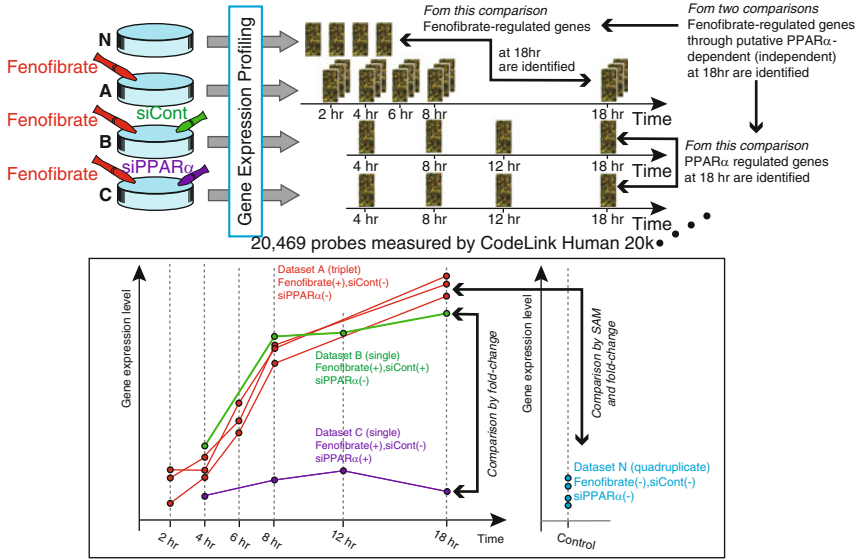 N
Fenofibrate
A
siCont
Fenofibrate
B
siPPARα
Fenofibrate
C
Gene Expression Profiling
Fom this comparison
Fenofibrate-regulated genes
at 18hr
are identified
Fom two comparisons
Fenofibrate-regulated genes
through putative PPARα-
dependent (independent)
at 18hr are identified
2 hr 4 hr 6 hr 8 hr 18 hr Time
Fom this comparison
PPARα regulated genes
at 18 hr are identified
4 hr 8 hr 12 hr 18 hr Time
4 hr 8 hr 12 hr 18 hr Time
20,469 probes measured by CodeLink Human 20k
Gene expression level
Dataset A (triplet)
Fenofibrate(+),siCont(-)
siPPARα(-)
Dataset B (single)
Fenofibrate(+),siCont(+)
siPPARα(-)
Dataset C (single)
Fenofibrate(+),siCont(-)
siPPARα(+)
Comparison by fold-change
2 hr 4 hr 6 hr 8 hr 12 hr 18 hr Time
Gene expression level
Comparison by SAM
and fold-change
Dataset N (quadruplicate)
Fenofibrate(-),siCont(-)
siPPARα(-)
Control